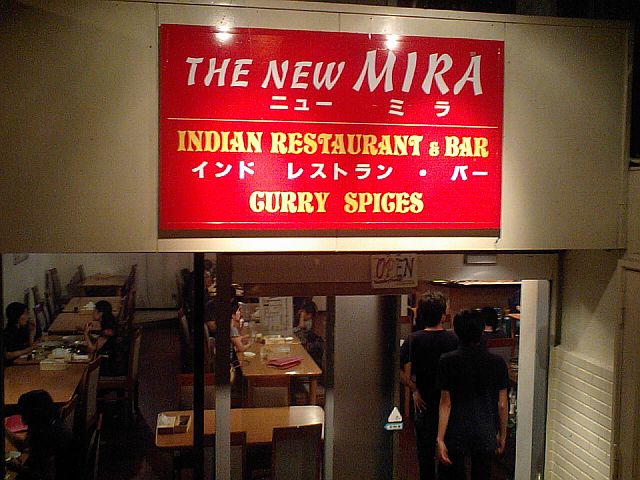 THE NEW MIRA
ニュー ミラ
INDIAN RESTAURANT & BAR
インド レストラン ・ バー
CURRY SPICES
OPEN